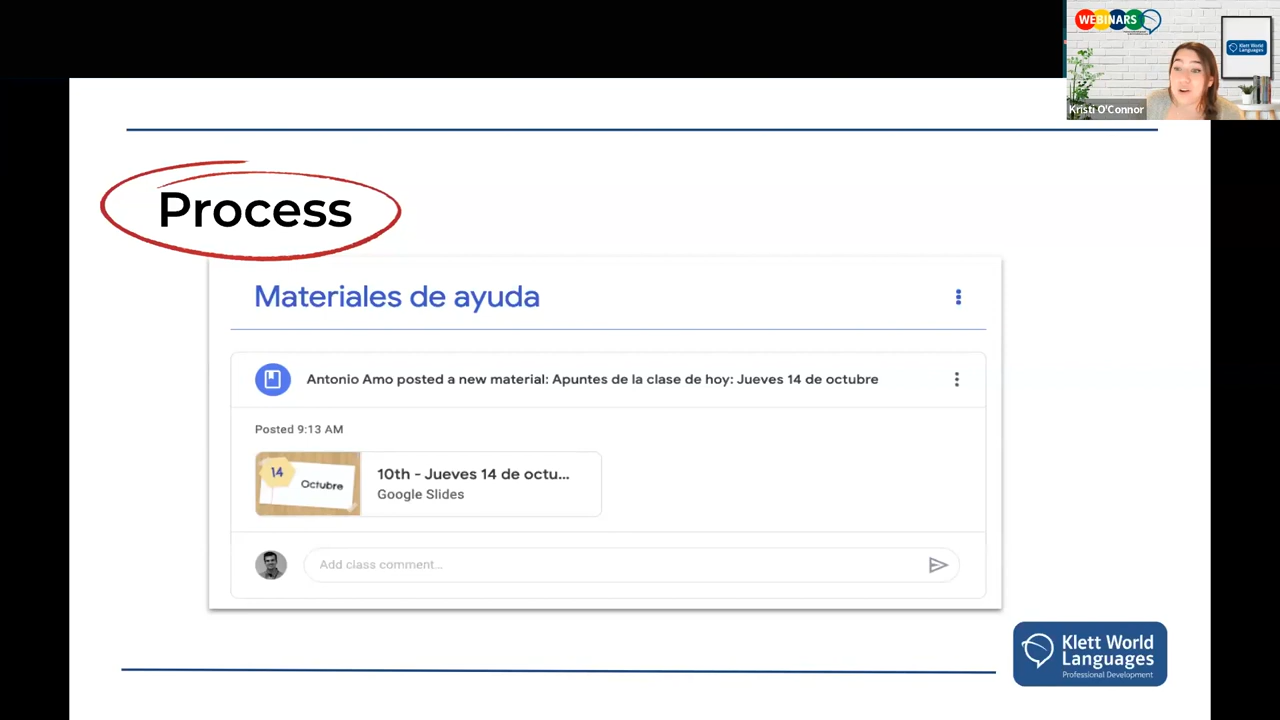 WEBINARS
Klett World
Languages
Kristi O'Connor
Process
Materiales de ayuda
Antonio Amo posted a new material: Apuntes de la clase de hoy: Jueves 14 de octubre
Posted 9:13 AM
14
Octubre
10th - Jueves 14 de octu...
Google Slides
Add class comment...
Klett World
Languages
Professional Development